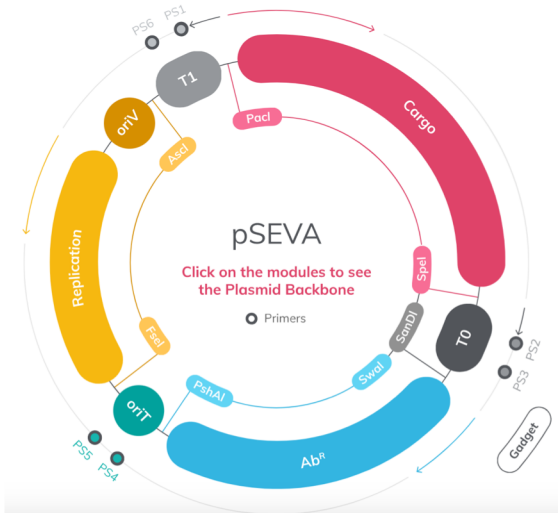 PS6
PS1
T1
oriV
PacI
Cargo
AscI
pSEVA
Click on the modules to see
the Plasmid Backbone
Primers
Replication
SpeI
SanDI
T0
PS2
PS3
FseI
SwaI
PshAI
oriT
Gadget
PS5
PS4
Abᴿ